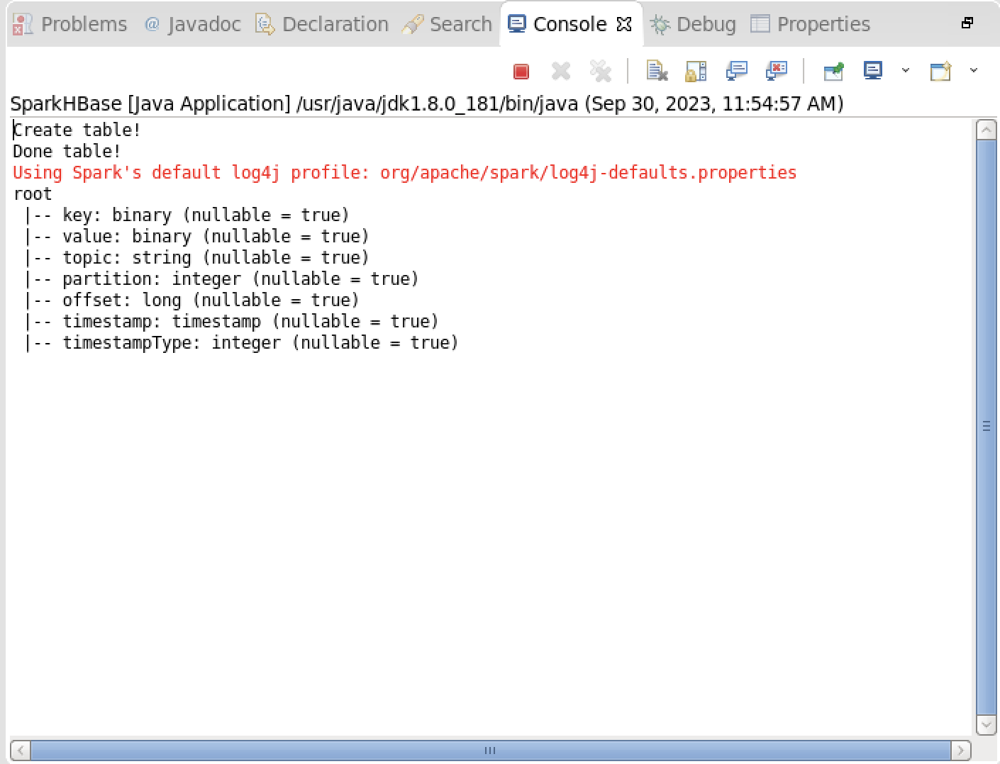 Problems @ Javadoc Declaration Search Console Debug Properties
SparkHBase [Java Application] /usr/java/jdk1.8.0_181/bin/java (Sep 30, 2023, 11:54:57 AM)
Create table!
Done table!
Using Spark's default log4j profile: org/apache/spark/log4j-defaults.properties
root
 |-- key: binary (nullable = true)
 |-- value: binary (nullable = true)
 |-- topic: string (nullable = true)
 |-- partition: integer (nullable = true)
 |-- offset: long (nullable = true)
 |-- timestamp: timestamp (nullable = true)
 |-- timestampType: integer (nullable = true)